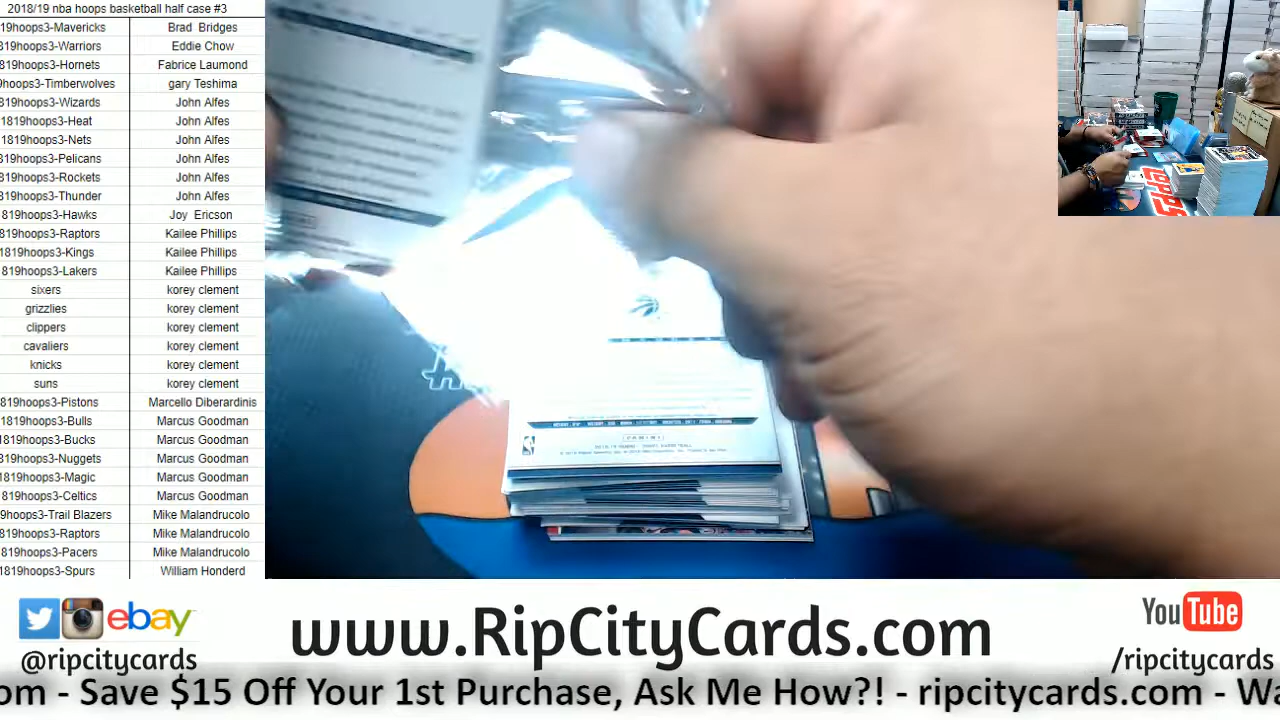 2018/19 nba hoops basketball half case #3
19hoops3-Mavericks Brad Bridges
819hoops3-Warriors Eddie Chow
819hoops3-Hornets Fabrice Laumond
9hoops3-Timberwolves gary Teshima
819hoops3-Wizards John Alfes
1819hoops3-Heat John Alfes
1819hoops3-Nets John Alfes
819hoops3-Pelicans John Alfes
819hoops3-Rockets John Alfes
819hoops3-Thunder John Alfes
819hoops3-Hawks Joy Ericson
819hoops3-Raptors Kailee Phillips
1819hoops3-Kings Kailee Phillips
819hoops3-Lakers Kailee Phillips
sixers korey clement
grizzlies korey clement
clippers korey clement
cavaliers korey clement
knicks korey clement
suns korey clement
819hoops3-Pistons Marcello Diberardinis
1819hoops3-Bulls Marcus Goodman
819hoops3-Bucks Marcus Goodman
819hoops3-Nuggets Marcus Goodman
1819hoops3-Magic Marcus Goodman
819hoops3-Celtics Marcus Goodman
9hoops3-Trail Blazers Mike Malandrucolo
819hoops3-Raptors Mike Malandrucolo
819hoops3-Pacers Mike Malandrucolo
1819hoops3-Spurs William Honderd
PANINI
TOPPS
ebay
@ripcitycards
www.RipCityCards.com
YouTube
/ripcitycards
om - Save $15 Off Your 1st Purchase, Ask Me How?! - ripcitycards.com - Wa